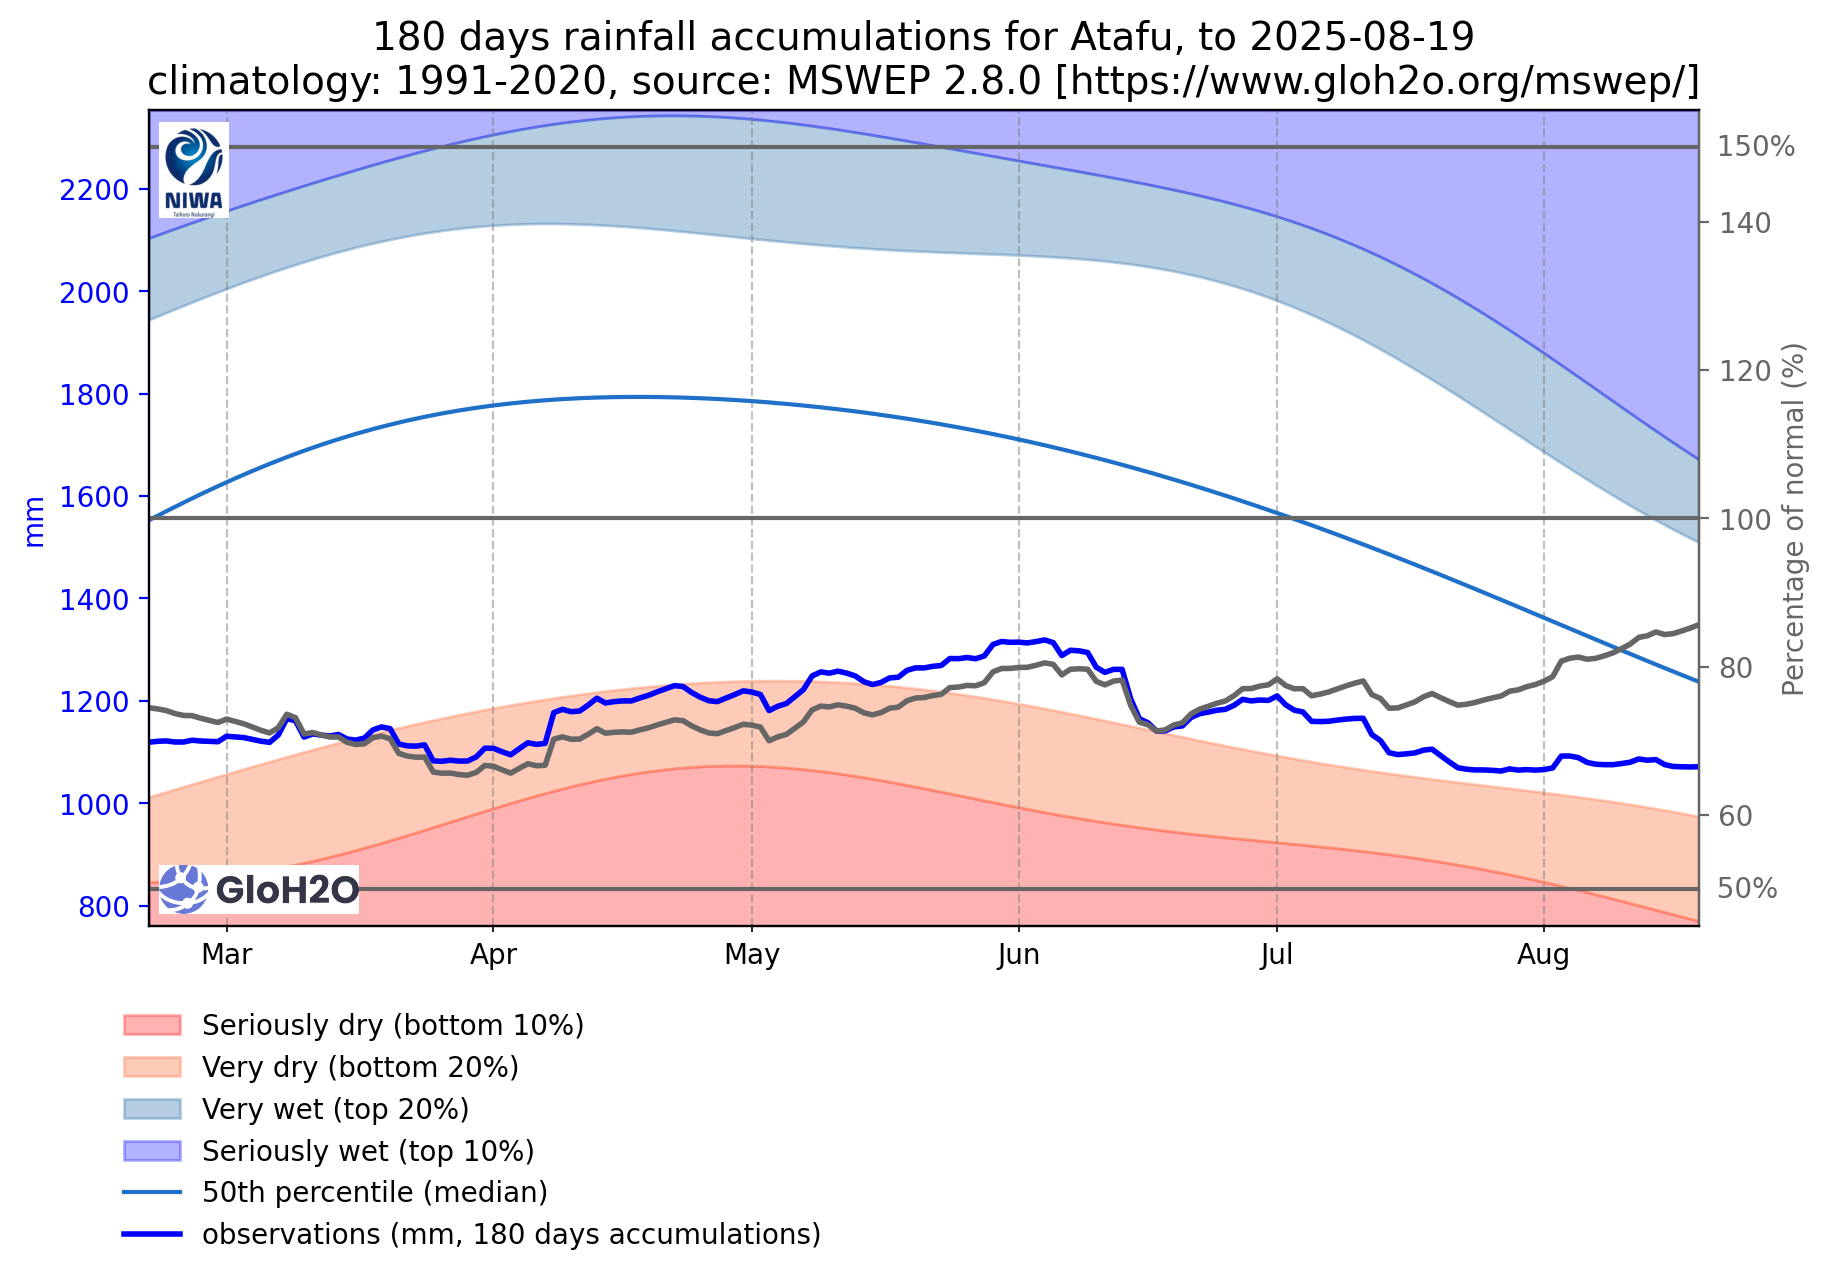 180 days rainfall accumulations for Atafu, to 2025-08-19
climatology: 1991-2020, source: MSWEP 2.8.0 [https://www.gloh2o.org/mswep/]
NIWA
Taihoro Nukurangi
2200
2000
1800
1600
1400
1200
1000
800
mm
150%
140
120
100
80
60
50%
Percentage of normal (%)
GloH2O
Mar
Apr
May
Jun
Jul
Aug
Seriously dry (bottom 10%)
Very dry (bottom 20%)
Very wet (top 20%)
Seriously wet (top 10%)
50th percentile (median)
observations (mm, 180 days accumulations)